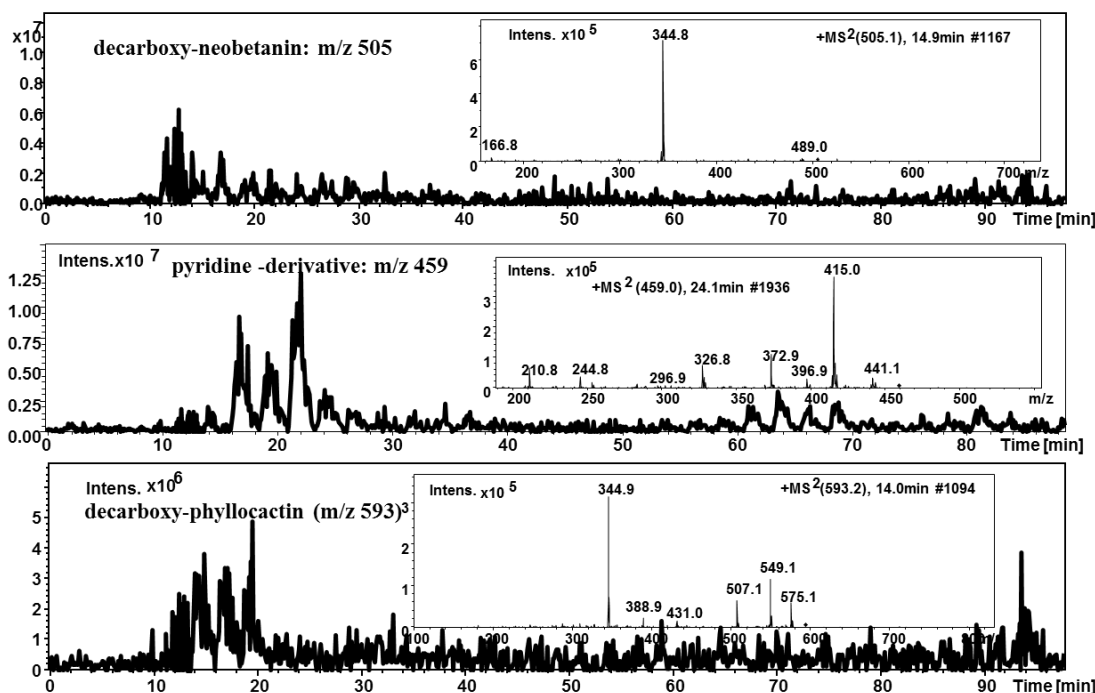 7
x10
1.0
0.8
0.6
0.4
0.2
0.0
decarboxy-neobetanin: m/z 505
Intens. x10 5
+MS2(505.1), 14.9min #1167
6
4
2
0
344.8
166.8
489.0
200 300 400 500 600 700 m/z
0 10 20 30 40 50 60 70 80 90 Time [min]
Intens.x10 7
pyridine -derivative: m/z 459
1.25
1.00
0.75
0.50
0.25
0.00
Intens. x10 5
+MS2 (459.0), 24.1min #1936
3
2
1
0
415.0
210.8
244.8
296.9
326.8
372.9
396.9
441.1
200 250 300 350 400 450 500 m/z
0 10 20 30 40 50 60 70 80 Time [min]
Intens. x10 6
decarboxy-phyllocactin (m/z 593)
5
4
3
2
1
0
Intens. x10 5
+MS2(593.2), 14.0min #1094
3
2
1
0
344.9
388.9
431.0
507.1
549.1
575.1
100 200 300 400 500 600 700
0 10 20 30 40 50 60 70 80 90 Time [min]